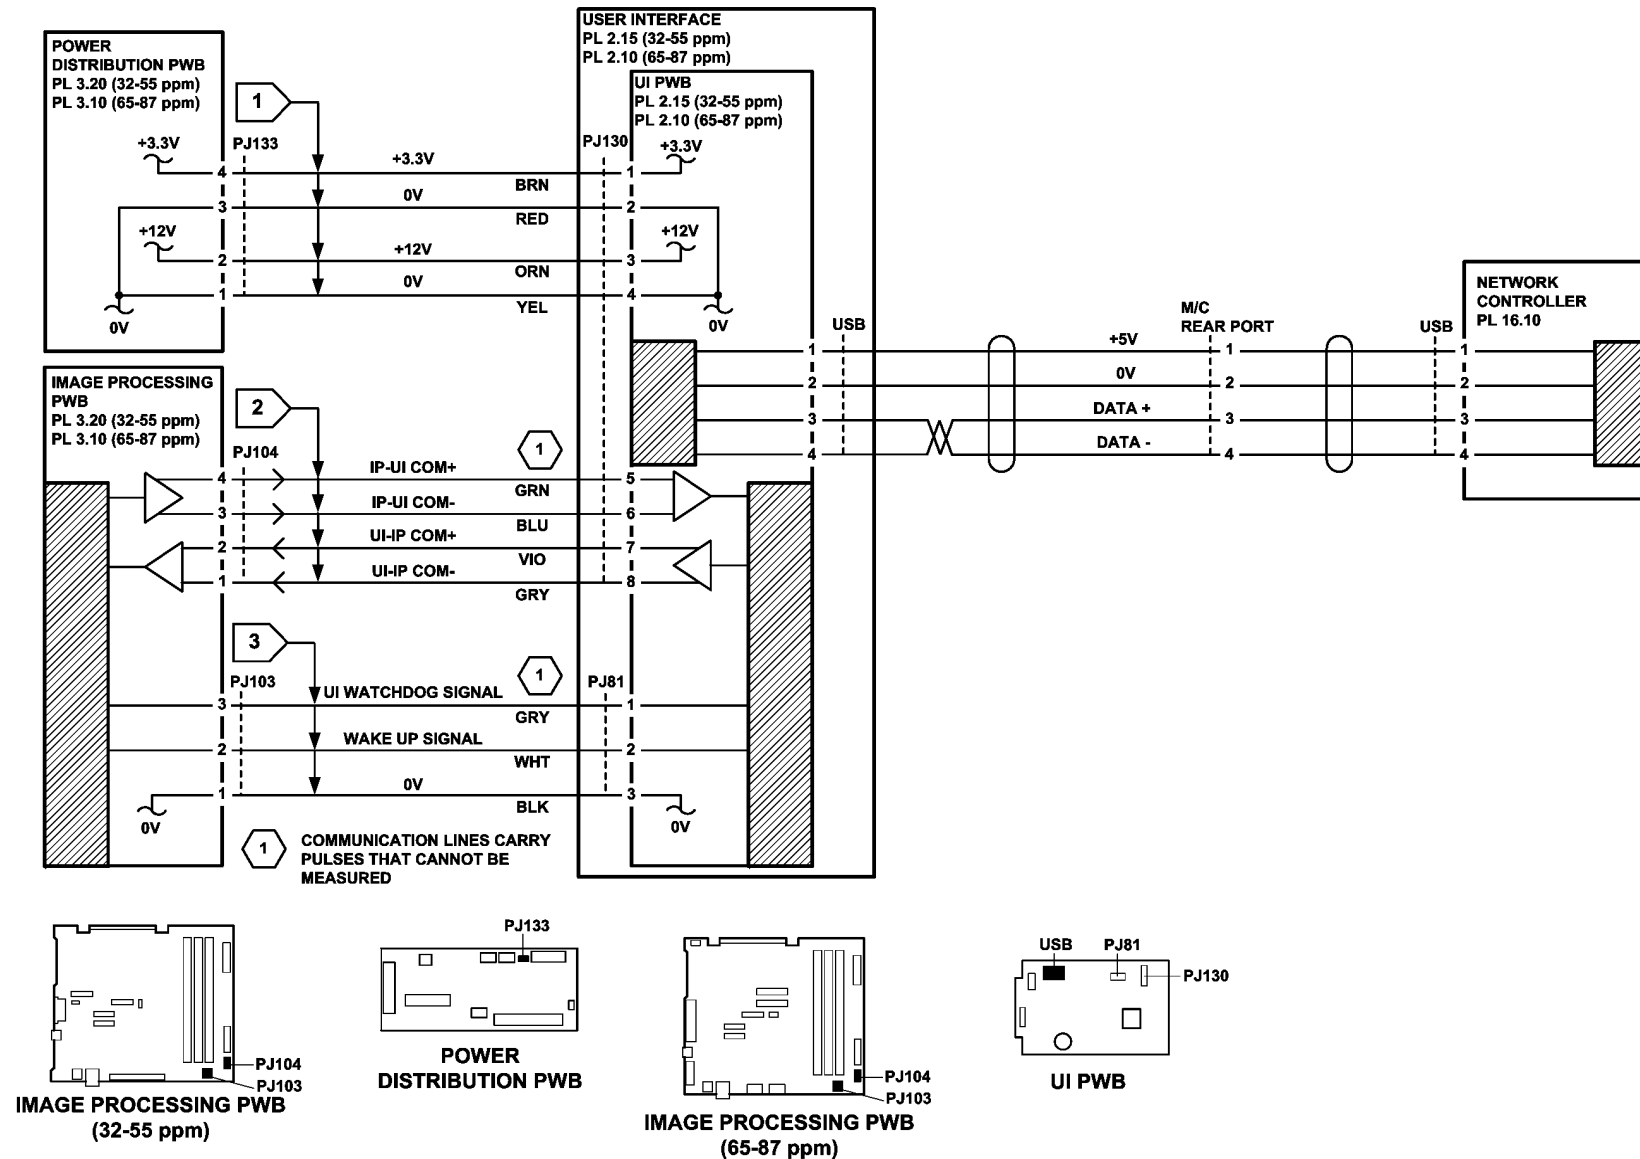 POWER
DISTRIBUTION PWB
PL 3.20 (32-55 ppm)
PL 3.10 (65-87 ppm)
+3.3V
4
3
+12V
2
1
0V
PJ133
1
+3.3V
BRN
0V
RED
+12V
ORN
0V
YEL
USER INTERFACE
PL 2.15 (32-55 ppm)
PL 2.10 (65-87 ppm)
UI PWB
PL 2.15 (32-55 ppm)
PL 2.10 (65-87 ppm)
PJ130
+3.3V
1
2
+12V
3
4
0V
USB
1
2
3
4
+5V
0V
DATA +
DATA -
M/C
REAR PORT
1
2
3
4
USB
1
2
3
4
NETWORK
CONTROLLER
PL 16.10
IMAGE PROCESSING
PWB
PL 3.20 (32-55 ppm)
PL 3.10 (65-87 ppm)
2
PJ104
4
3
2
1
IP-UI COM+
GRN
IP-UI COM-
BLU
UI-IP COM+
VIO
UI-IP COM-
GRY
1
5
6
7
8
3
PJ103
3
2
1
0V
UI WATCHDOG SIGNAL
GRY
WAKE UP SIGNAL
WHT
0V
BLK
1
PJ81
1
2
3
0V
1
COMMUNICATION LINES CARRY
PULSES THAT CANNOT BE
MEASURED
PJ104
PJ103
IMAGE PROCESSING PWB
(32-55 ppm)
PJ133
POWER
DISTRIBUTION PWB
PJ104
PJ103
IMAGE PROCESSING PWB
(65-87 ppm)
USB
PJ81
PJ130
UI PWB